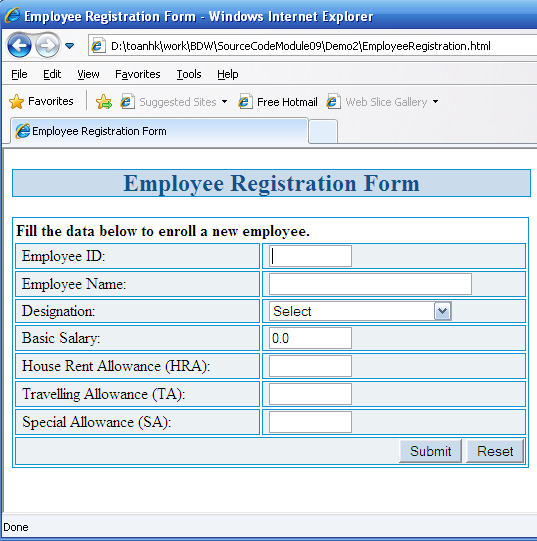 Employee Registration Form - Windows Internet Explorer
D:\toanhk\work\BDW\SourceCodeModule09\Demo2\EmployeeRegistration.html
File Edit View Favorites Tools Help
Favorites Suggested Sites Free Hotmail Web Slice Gallery
Employee Registration Form
Employee Registration Form
Fill the data below to enroll a new employee.
Employee ID:
Employee Name:
Designation: Select
Basic Salary: 0.0
House Rent Allowance (HRA):
Travelling Allowance (TA):
Special Allowance (SA):
Submit Reset
Done